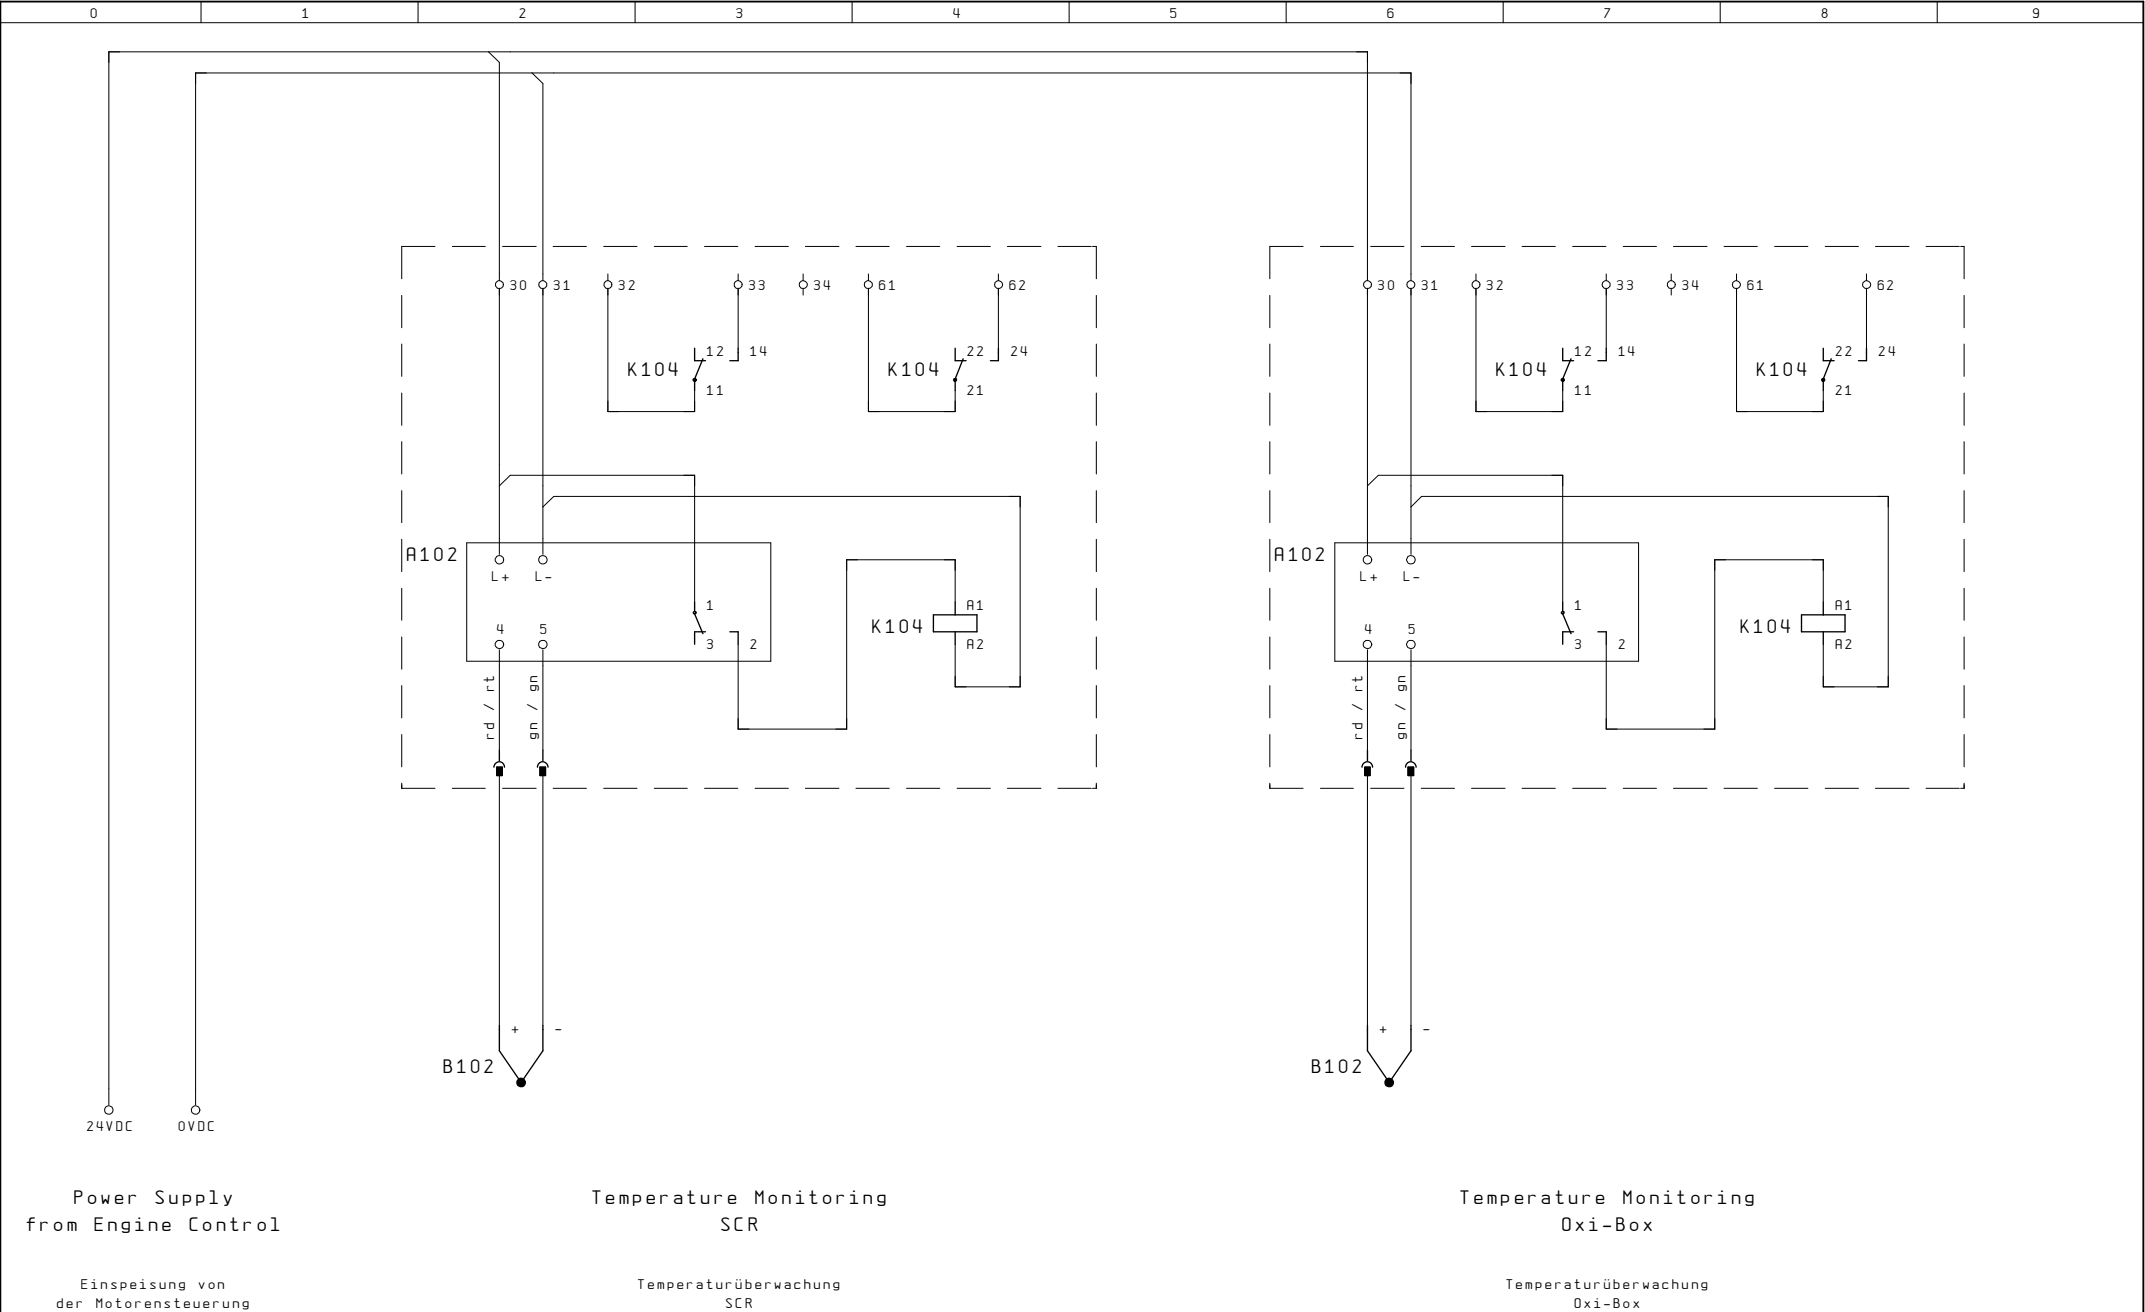 0 1 2 3 4 5 6 7 8 9
30 31 32 33 34 61 62 30 31 32 33 34 61 62
12 14 22 24 12 14 22 24
K104 K104 K104 K104
11 21 11 21
A102 A102
L+ L- L+ L-
1 A1 1 A1
4 5 K104 4 5 K104
3 2 A2 3 2 A2
rd / rt gn / gn rd / rt gn / gn
+ - + -
B102 B102
24VDC 0VDC
Power Supply
from Engine Control
Temperature Monitoring
SCR
Temperature Monitoring
Oxi-Box
Einspeisung von
der Motorensteuerung
Temperaturüberwachung
SCR
Temperaturüberwachung
Oxi-Box